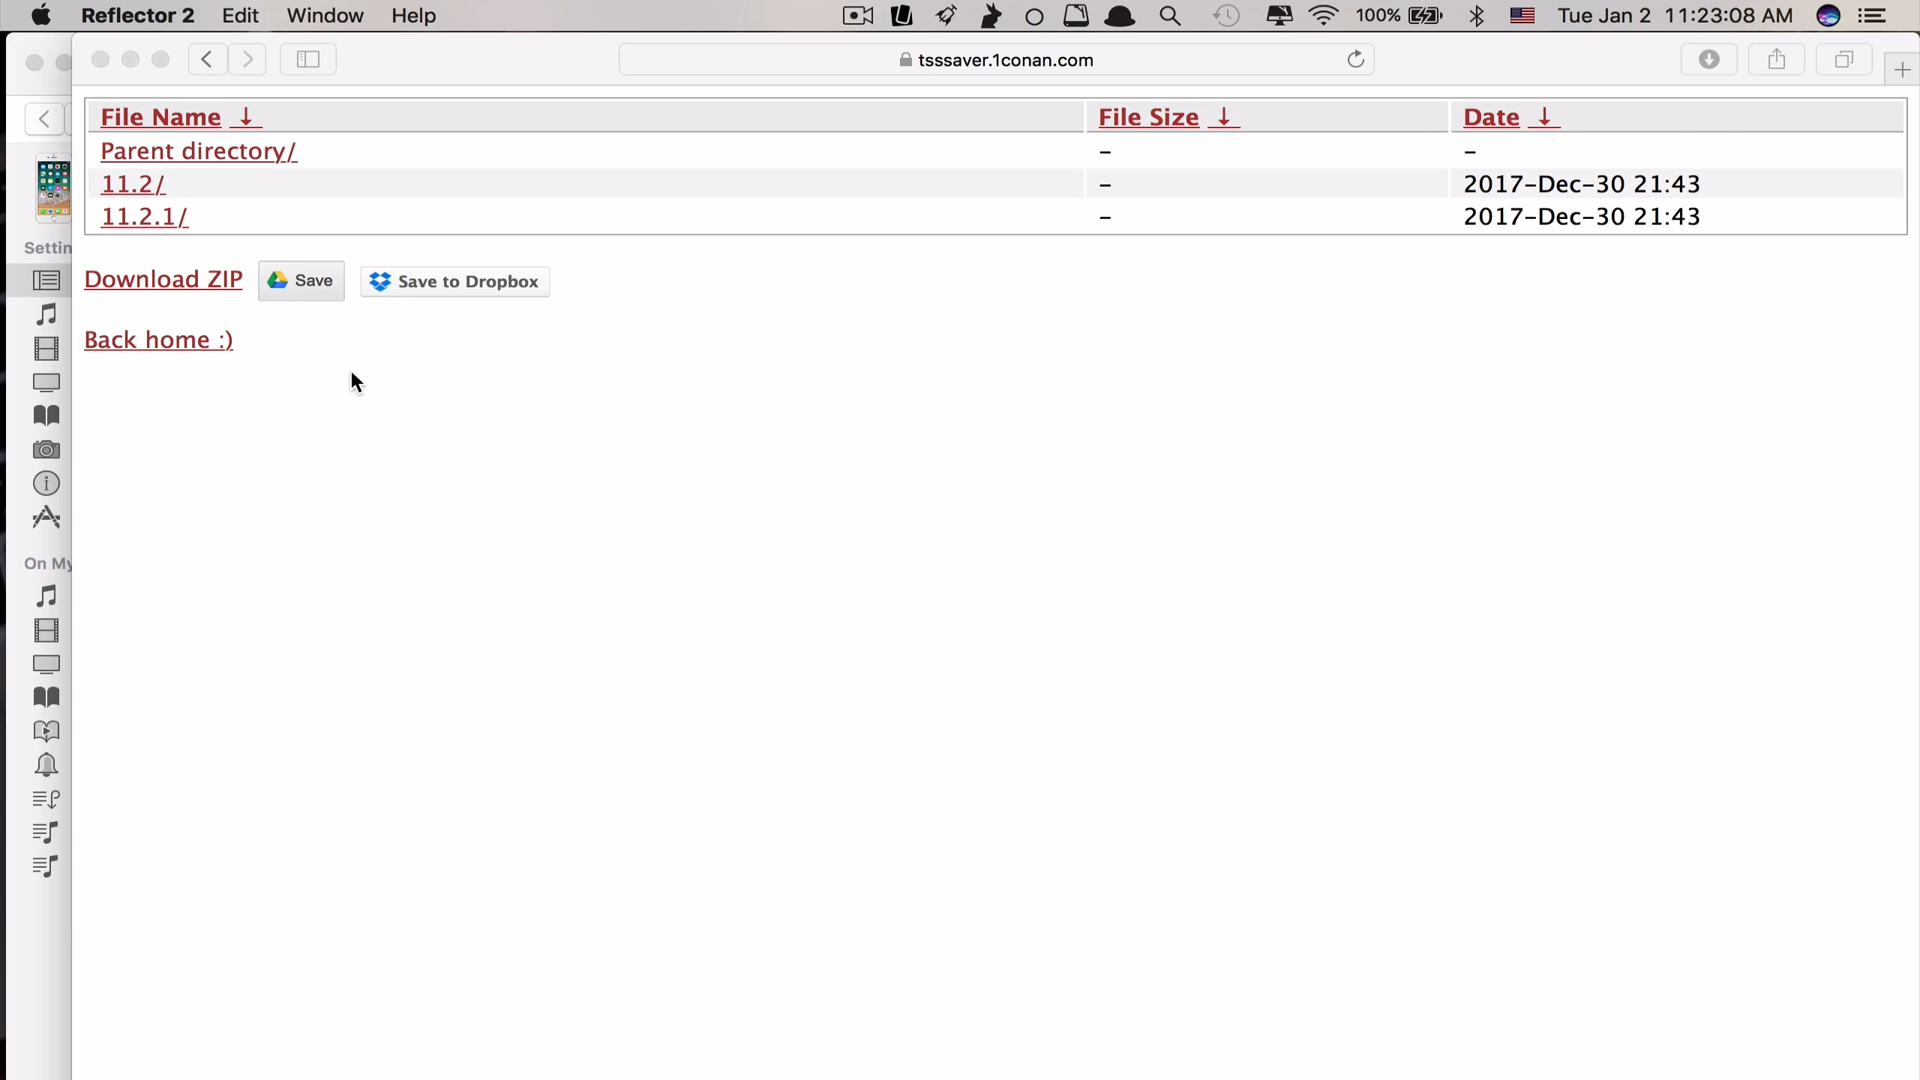 Reflector 2 Edit Window Help 100% Tue Jan 2 11:23:08 AM
tsssaver.1conan.com
File Name ↓ File Size ↓ Date ↓
Parent directory/ - -
11.2/ - 2017-Dec-30 21:43
11.2.1/ - 2017-Dec-30 21:43
Settin
Download ZIP Save Save to Dropbox
Back home :)
On My